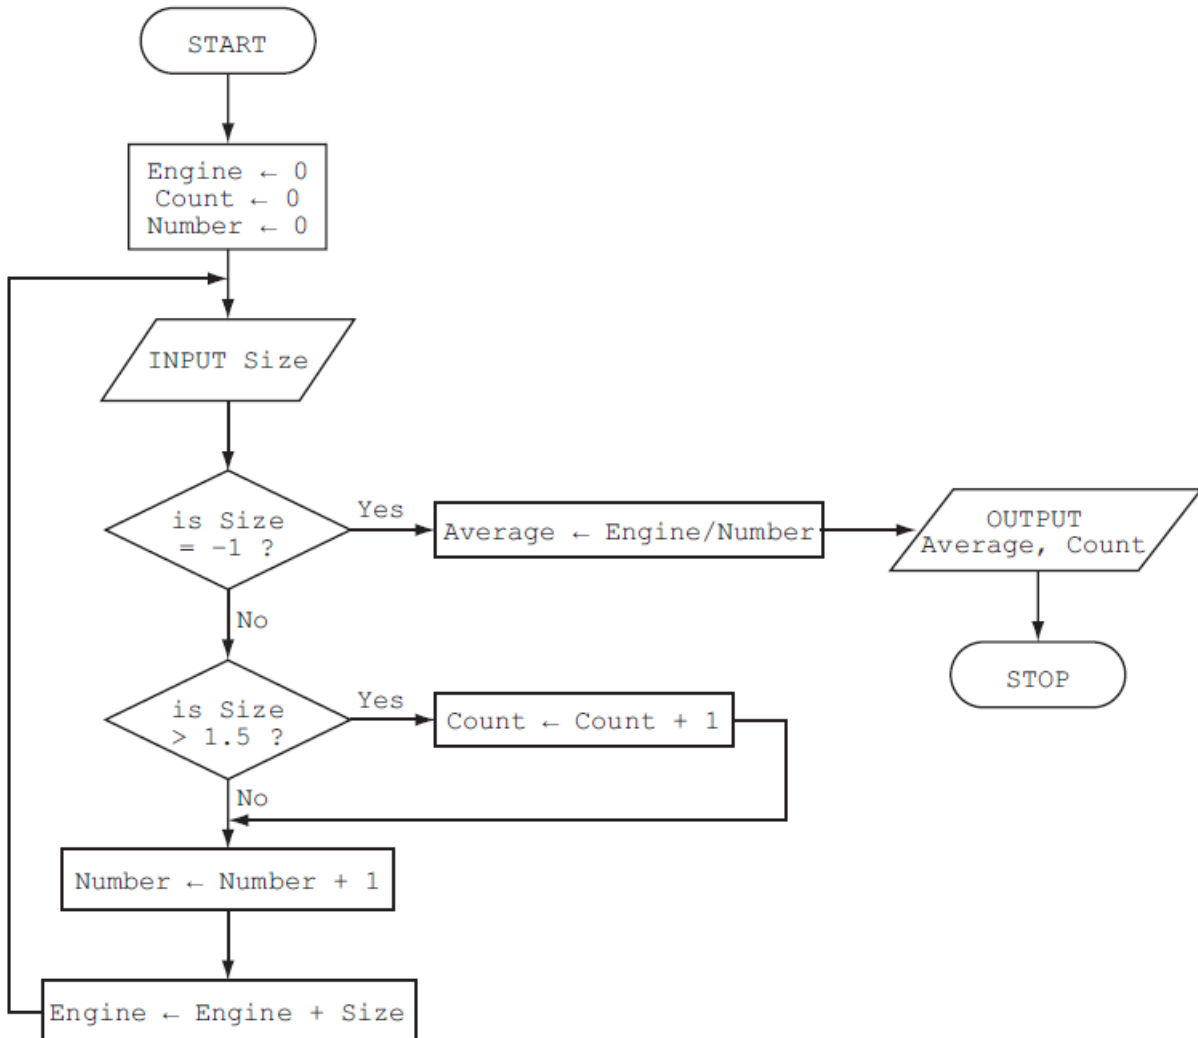 START
Engine ← 0
Count ← 0
Number ← 0
INPUT Size
is Size
= −1 ?
Yes
Average ← Engine/Number
OUTPUT
Average, Count
No
STOP
is Size
> 1.5 ?
Yes
Count ← Count + 1
No
Number ← Number + 1
Engine ← Engine + Size